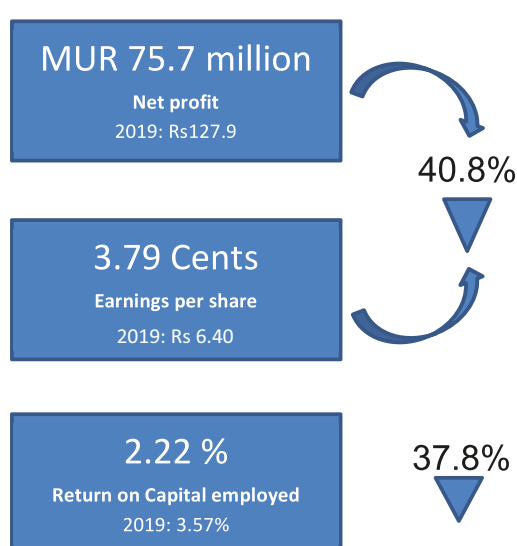 MUR 75.7 million
Net profit
2019: Rs127.9
40.8%
3.79 Cents
Earnings per share
2019: Rs 6.40
2.22 %
Return on Capital employed
2019: 3.57%
37.8%